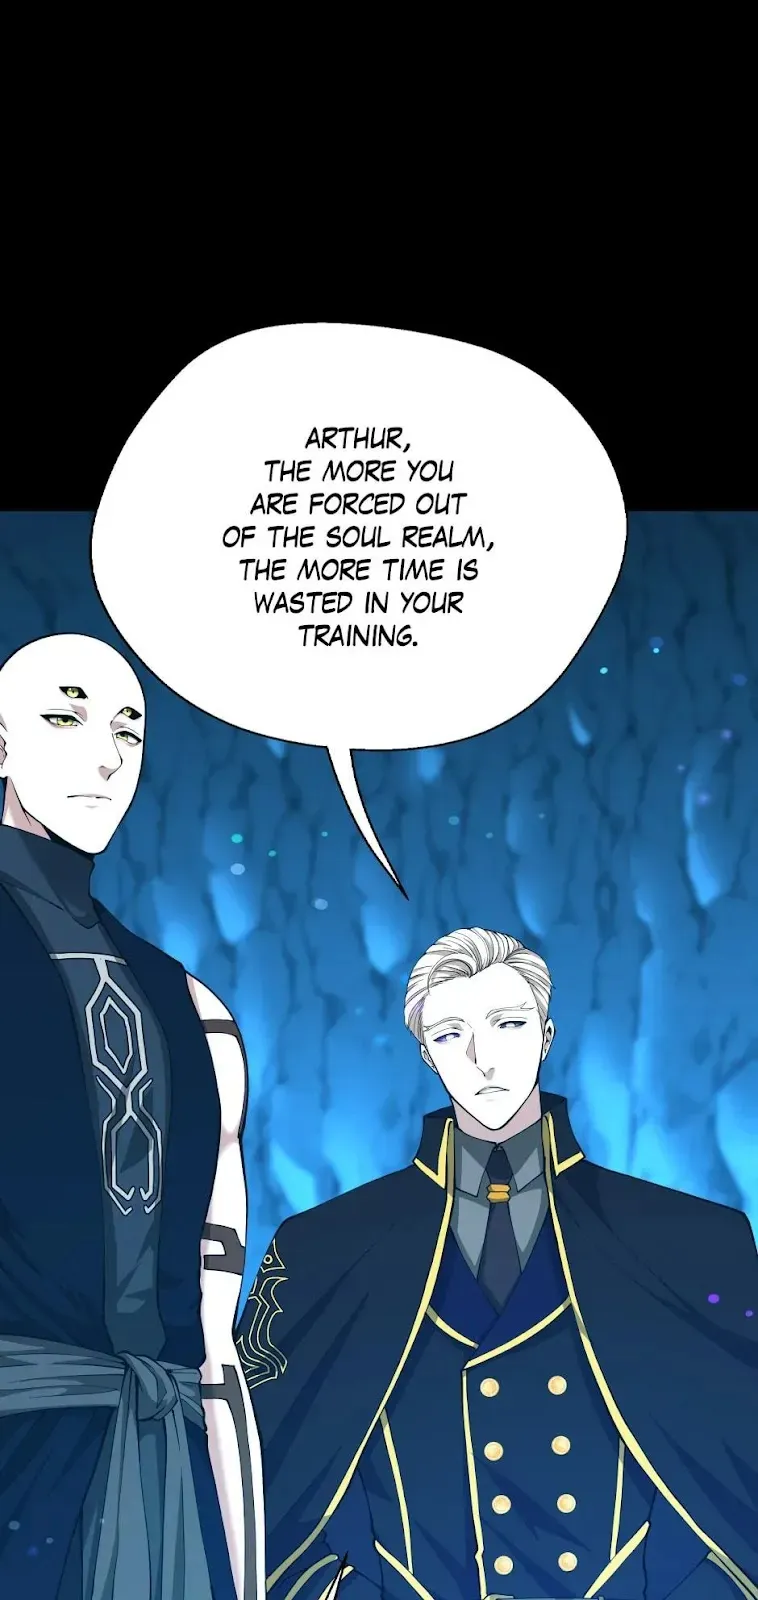 ARTHUR,
THE MORE YOU
ARE FORCED OUT
OF THE SOUL REALM,
THE MORE TIME IS
WASTED IN YOUR
TRAINING.